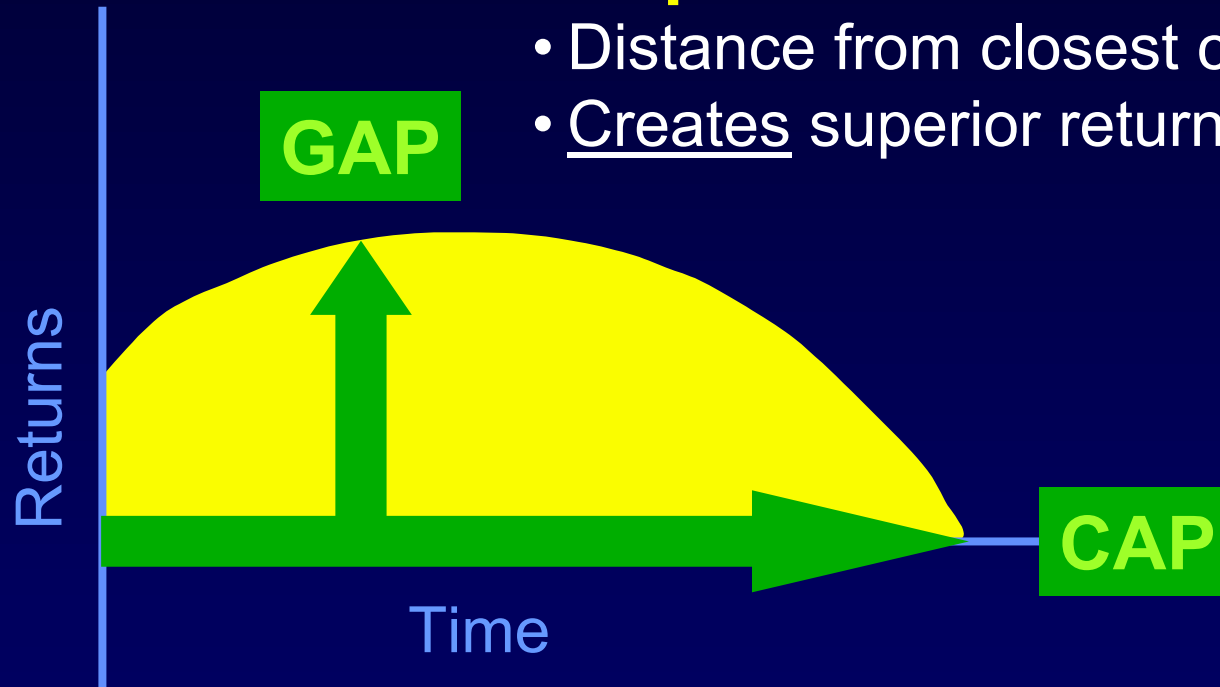 • Distance from closest
• Creates superior return
GAP
Returns
CAP
Time